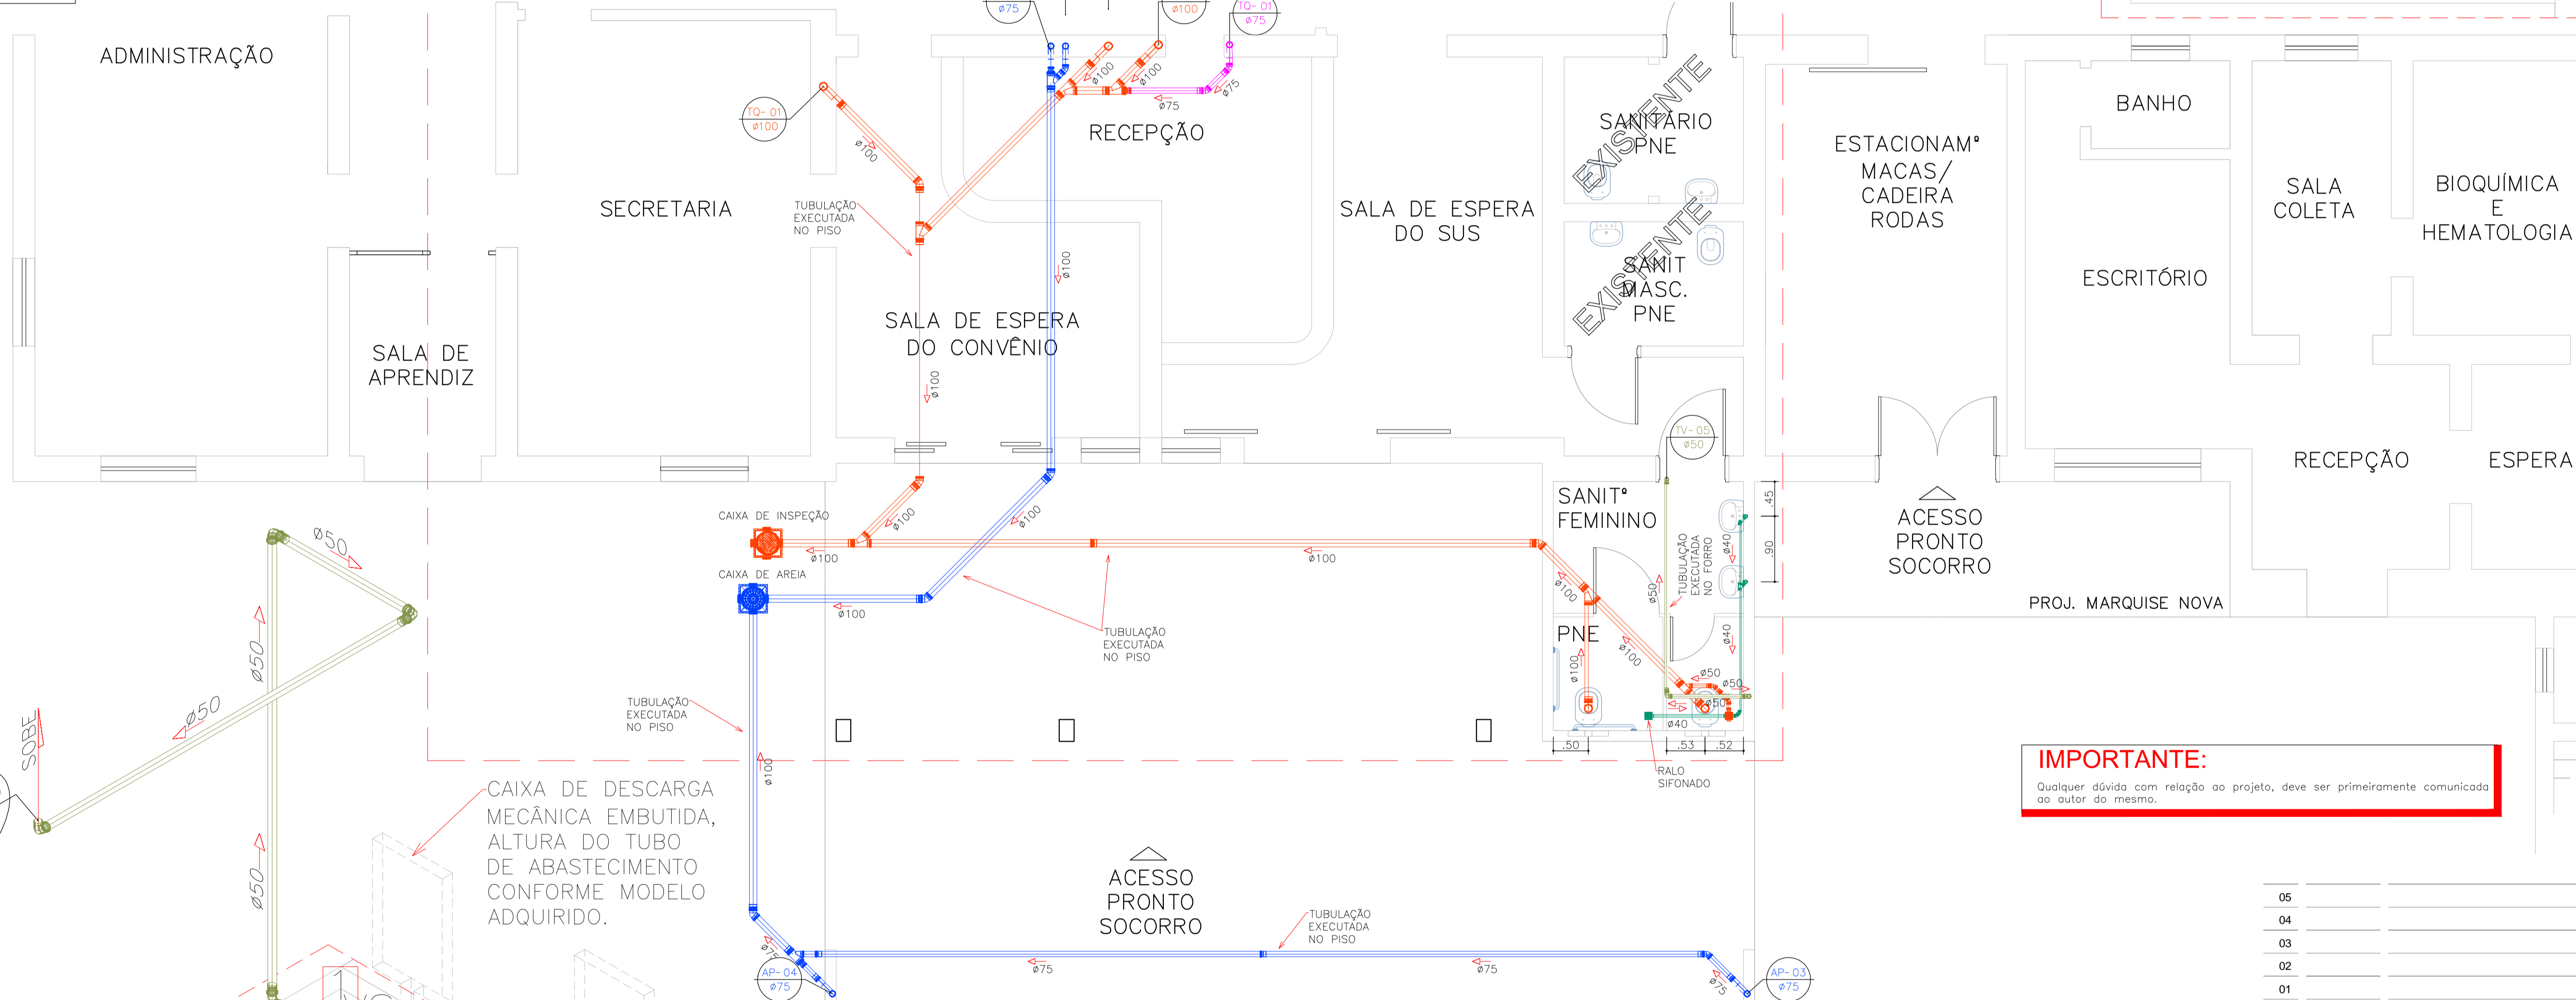 ADMINISTRAÇÃO
ø75
ø100
TQ-01
ø75
TQ-01
ø100
ø100
ø100
ø100
ø75
ø75
RECEPÇÃO
SECRETARIA
TUBULAÇÃO
EXECUTADA
NO PISO
SALA DE ESPERA
DO SUS
SANITÁRIO
PNE
EXISTENTE
SANIT
MASC.
PNE
EXISTENTE
ESTACIONAMº
MACAS/
CADEIRA
RODAS
BANHO
SALA
COLETA
BIOQUÍMICA
E
HEMATOLOGIA
ESCRITÓRIO
ø100
SALA DE ESPERA
DO CONVÊNIO
ø100
SALA DE
APRENDIZ
TV-05
ø50
RECEPÇÃO
ESPERA
CAIXA DE INSPEÇÃO
ø100
ø100
ø100
ø100
CAIXA DE AREIA
ø100
SANITº
FEMININO
TUBULAÇÃO
EXECUTADA
NO FORRO
ø50
ø40
.45
.90
ø40
ø100
ACESSO
PRONTO
SOCORRO
PROJ. MARQUISE NOVA
TUBULAÇÃO
EXECUTADA
NO PISO
PNE
ø100
ø100
ø50
ø50
ø50
ø40
.50
.53
.52
RALO
SIFONADO
ø50
ø50
ø50
SOBE
ø50
TUBULAÇÃO
EXECUTADA
NO PISO
ø100
CAIXA DE DESCARGA
MECÂNICA EMBUTIDA,
ALTURA DO TUBO
DE ABASTECIMENTO
CONFORME MODELO
ADQUIRIDO.
IMPORTANTE:
Qualquer dúvida com relação ao projeto, deve ser primeiramente comunicada
ao autor do mesmo.
ACESSO
PRONTO
SOCORRO
TUBULAÇÃO
EXECUTADA
NO PISO
ø75
AP-04
ø75
ø75
ø75
ø75
AP-03
ø75
05
04
03
02
01